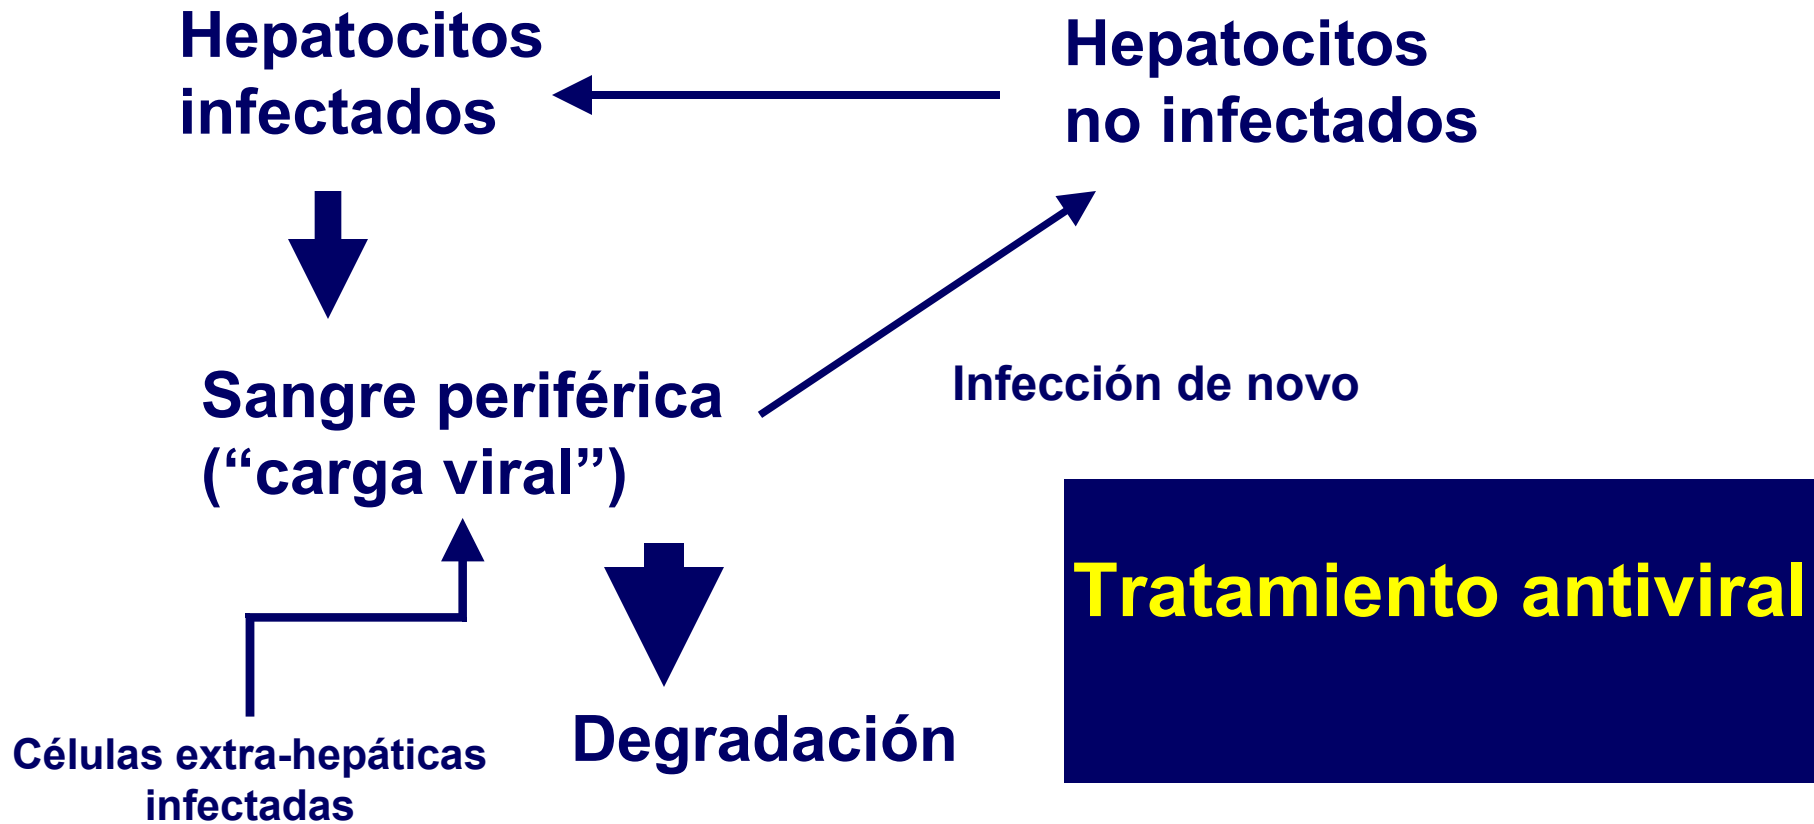 Hepatocitos
infectados
Hepatocitos
no infectados
Sangre periférica
(“carga viral”)
Infección de novo
Tratamiento antiviral
Degradación
Células extra-hepáticas
infectadas